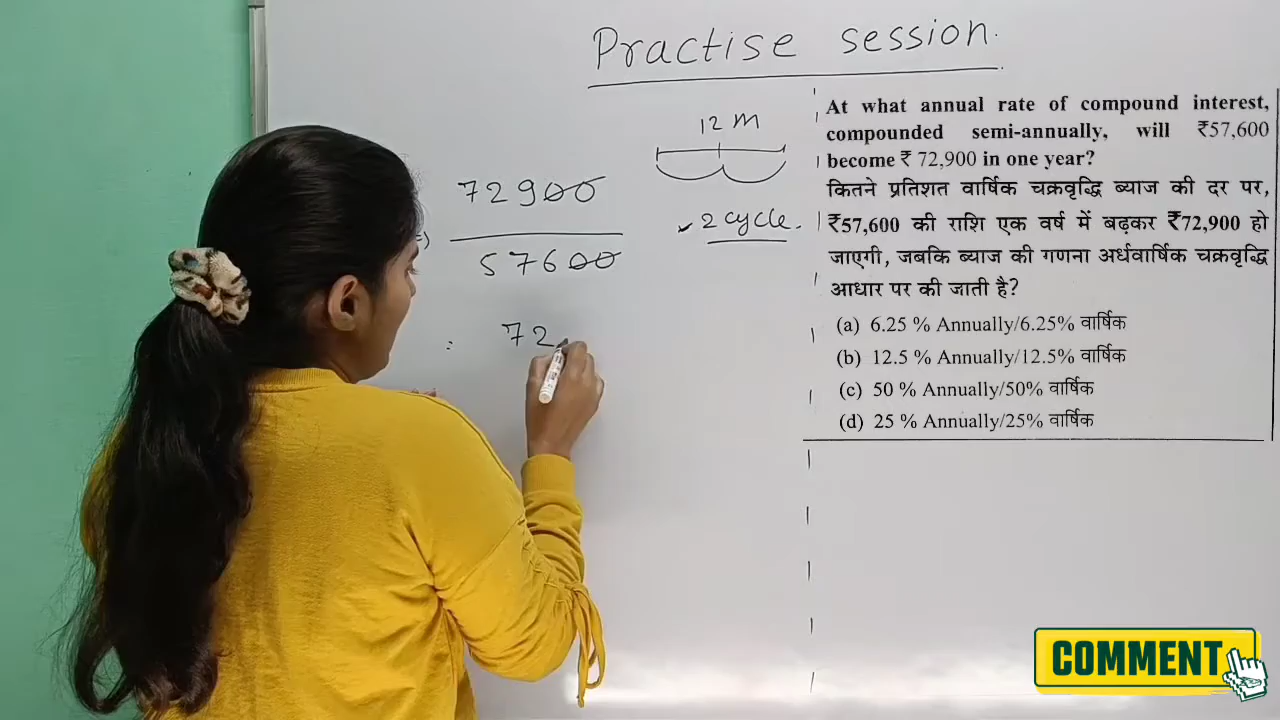 Practise session.
12 m
72900
57600
2 cycle.
= 72
At what annual rate of compound interest,
compounded semi-annually, will ₹57,600
become ₹ 72,900 in one year?
कितने प्रतिशत वार्षिक चक्रवृद्धि ब्याज की दर पर,
₹57,600 की राशि एक वर्ष में बढ़कर ₹72,900 हो
जाएगी, जबकि ब्याज की गणना अर्धवार्षिक चक्रवृद्धि
आधार पर की जाती है?
(a) 6.25 % Annually/6.25% वार्षिक
(b) 12.5 % Annually/12.5% वार्षिक
(c) 50 % Annually/50% वार्षिक
(d) 25 % Annually/25% वार्षिक
COMMENT